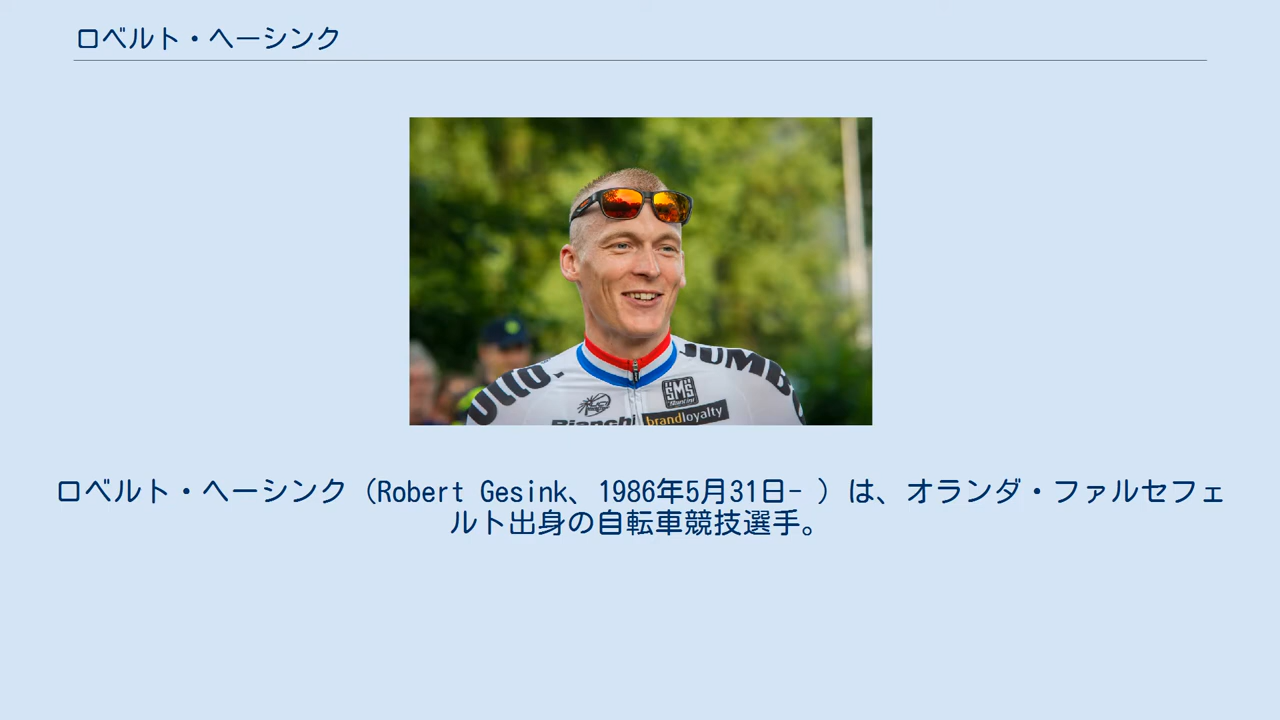 ロベルト・ヘーシンク
JUMBO
SMS
Santini
Bianchi
brandloyalty
ロベルト・ヘーシンク（Robert Gesink、1986年5月31日- ）は、オランダ・ファルセフェ
ルト出身の自転車競技選手。